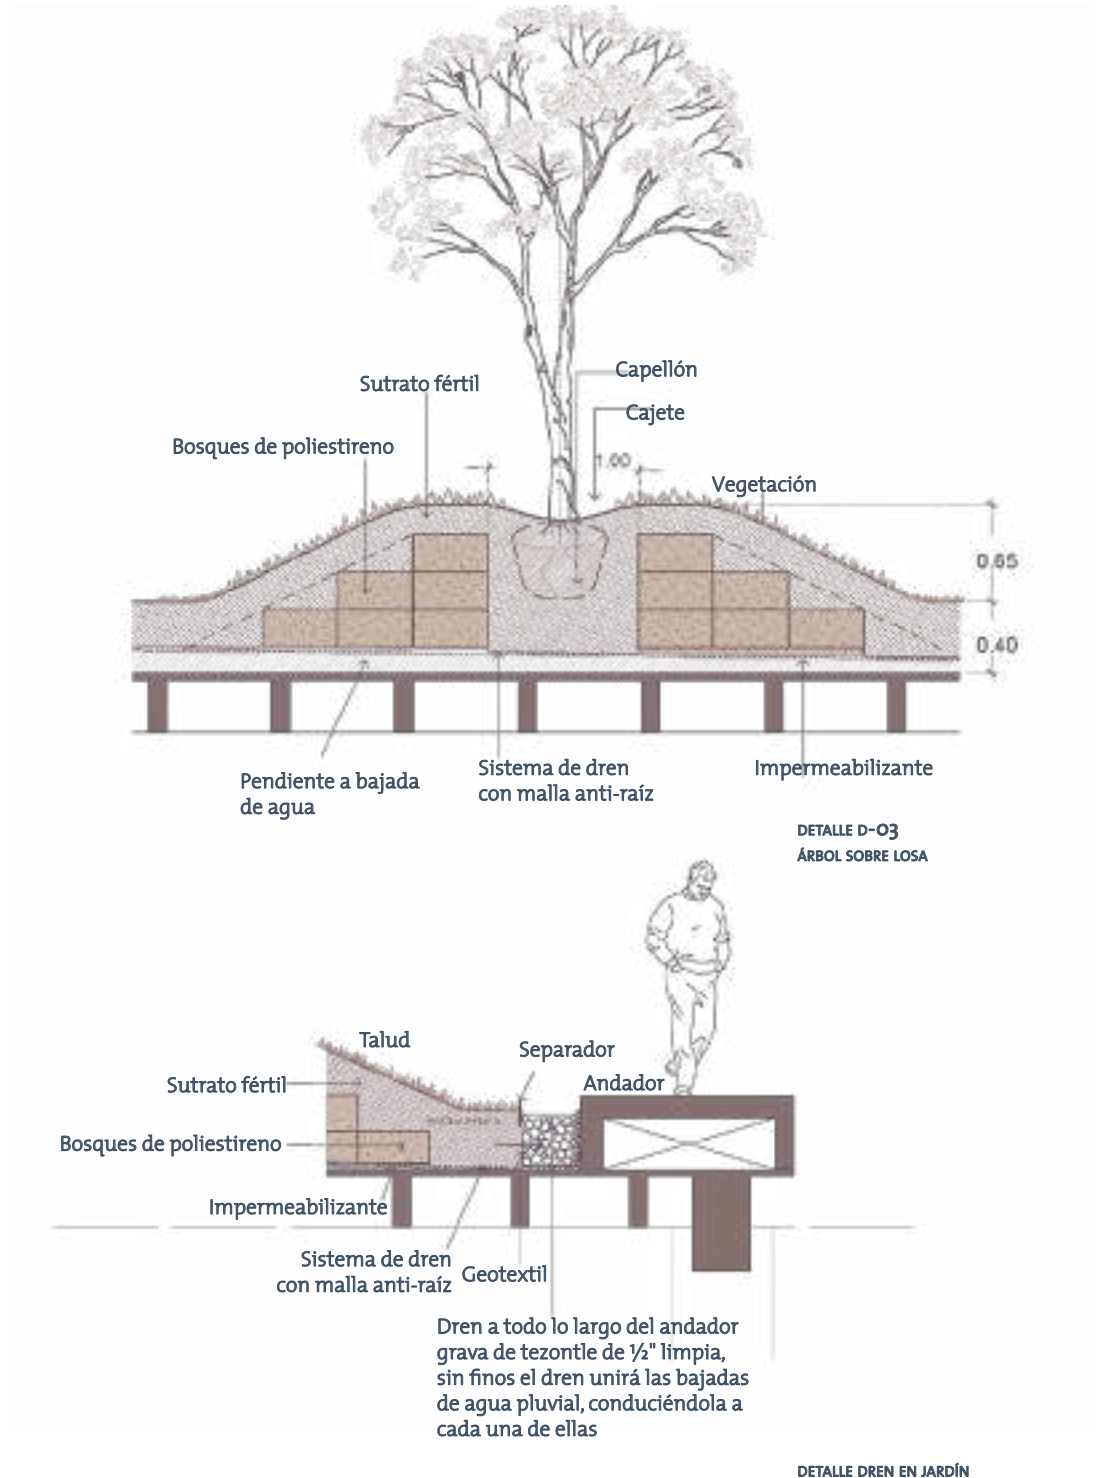 Capellón
Sutrato fértil
Cajete
Bosques de poliestireno
1.00
Vegetación
0.65
0.40
Pendiente a bajada
de agua
Sistema de dren
con malla anti-raíz
Impermeabilizante
DETALLE D-03
ÁRBOL SOBRE LOSA
Talud
Separador
Sutrato fértil
Andador
Bosques de poliestireno
Impermeabilizante
Sistema de dren
con malla anti-raíz
Geotextil
Dren a todo lo largo del andador
grava de tezontle de ½" limpia,
sin finos el dren unirá las bajadas
de agua pluvial, conduciéndola a
cada una de ellas
DETALLE DREN EN JARDÍN